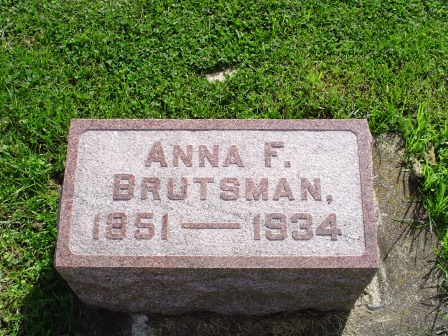 ANNA F.
BRUTSMAN,
1851 — 1934